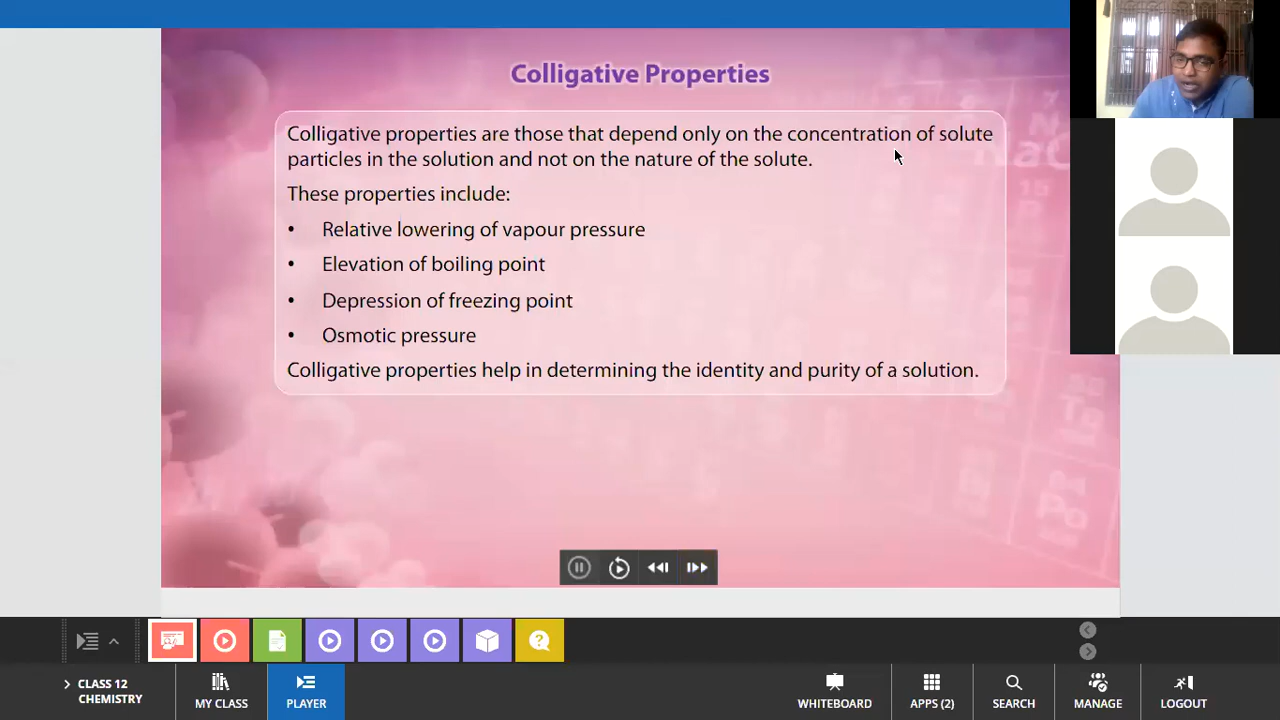 Colligative Properties
Colligative properties are those that depend only on the concentration of solute
particles in the solution and not on the nature of the solute.
These properties include:
• Relative lowering of vapour pressure
• Elevation of boiling point
• Depression of freezing point
• Osmotic pressure
Colligative properties help in determining the identity and purity of a solution.
CLASS 12
CHEMISTRY
MY CLASS
PLAYER
WHITEBOARD
APPS (2)
SEARCH
MANAGE
LOGOUT